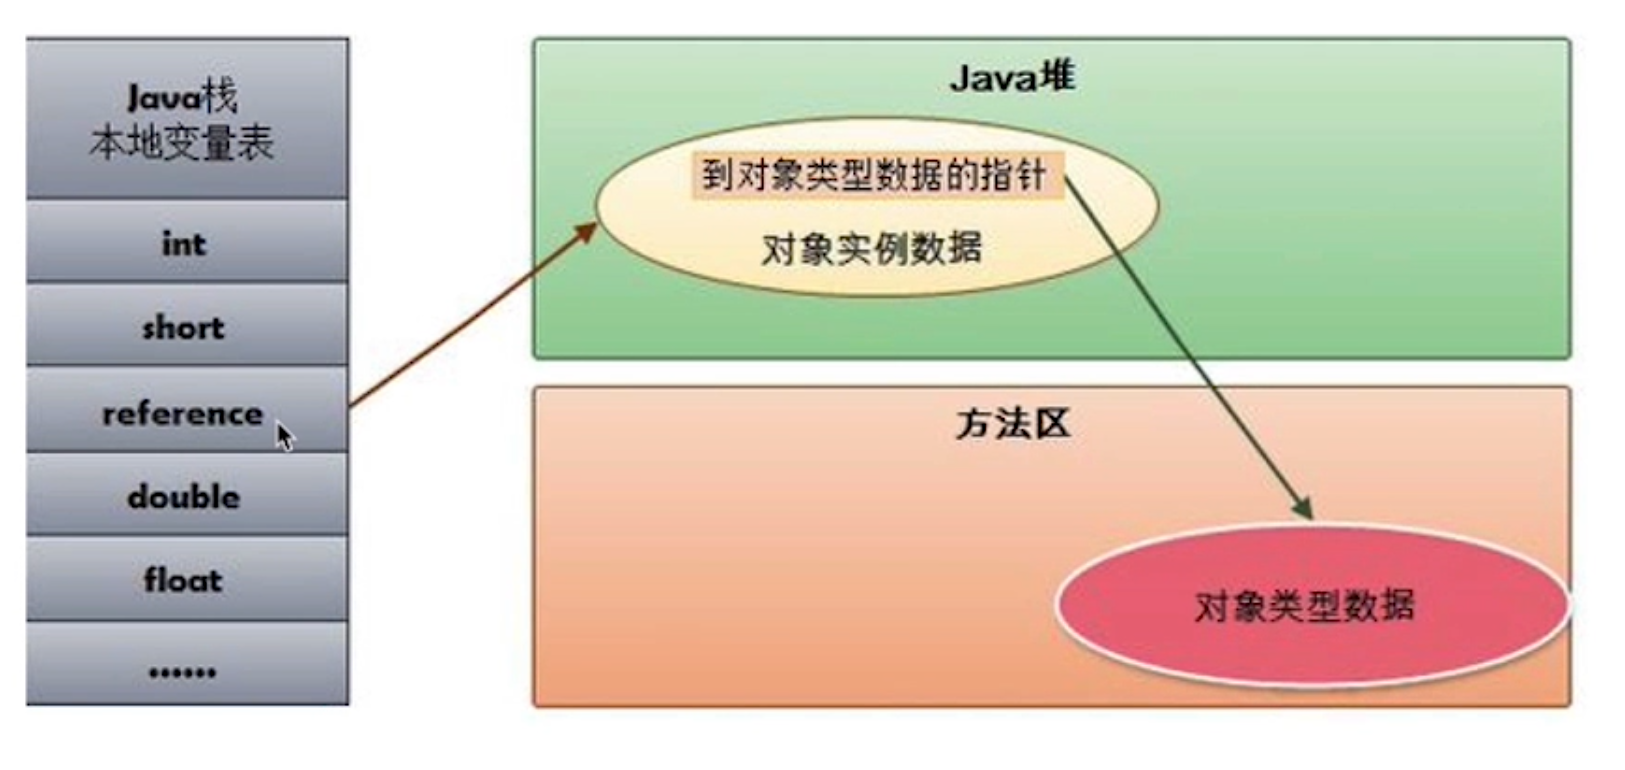 Java栈
本地变量表
int
short
reference
double
float
......
Java堆
到对象类型数据的指针
对象实例数据
方法区
对象类型数据